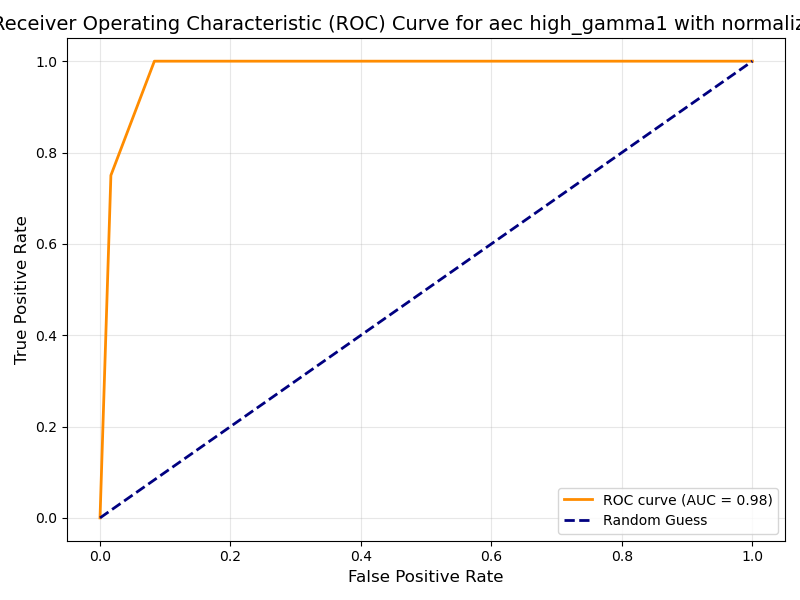 Receiver Operating Characteristic (ROC) Curve for aec high_gamma1 with normaliz
1.0
0.8
0.6
0.4
0.2
0.0
True Positive Rate
0.0 0.2 0.4 0.6 0.8 1.0
False Positive Rate
ROC curve (AUC = 0.98)
Random Guess